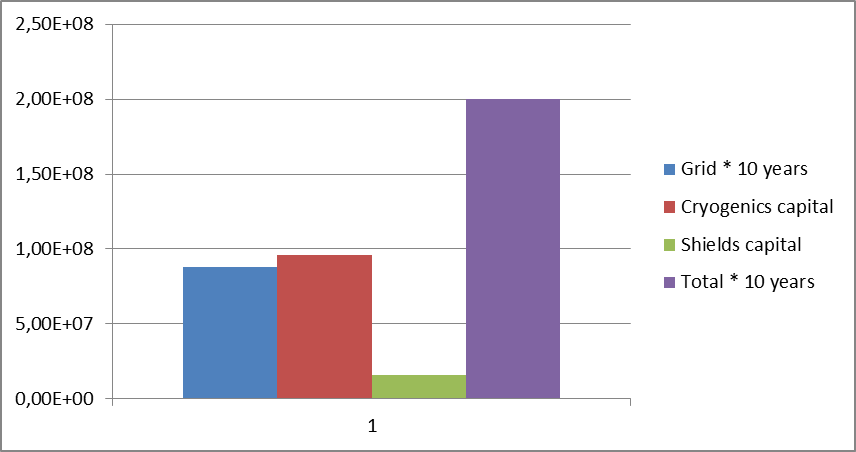 2,50E+08
2,00E+08
1,50E+08
1,00E+08
5,00E+07
0,00E+00
1
Grid * 10 years
Cryogenics capital
Shields capital
Total * 10 years